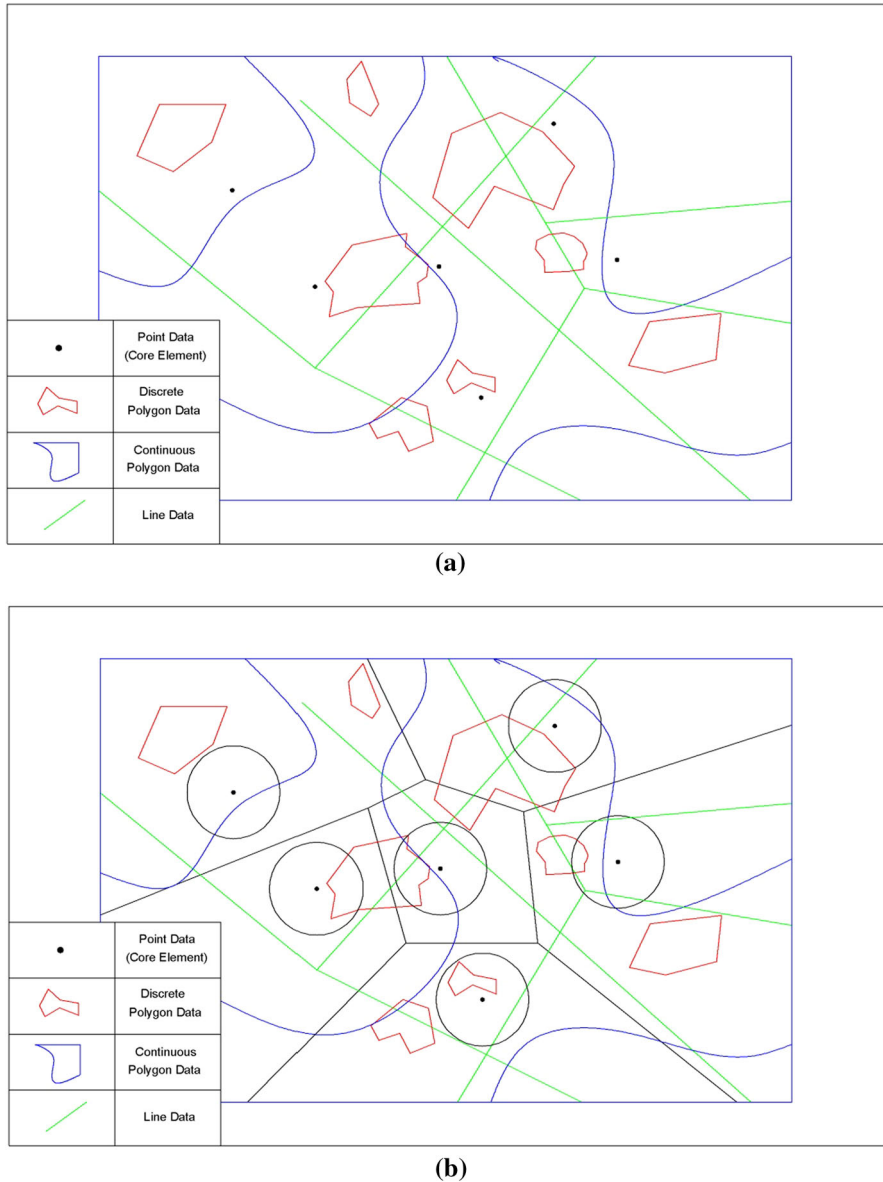 Point Data
(Core Element)
Discrete
Polygon Data
Continuous
Polygon Data
Line Data
(a)
Point Data
(Core Element)
Discrete
Polygon Data
Continuous
Polygon Data
Line Data
(b)